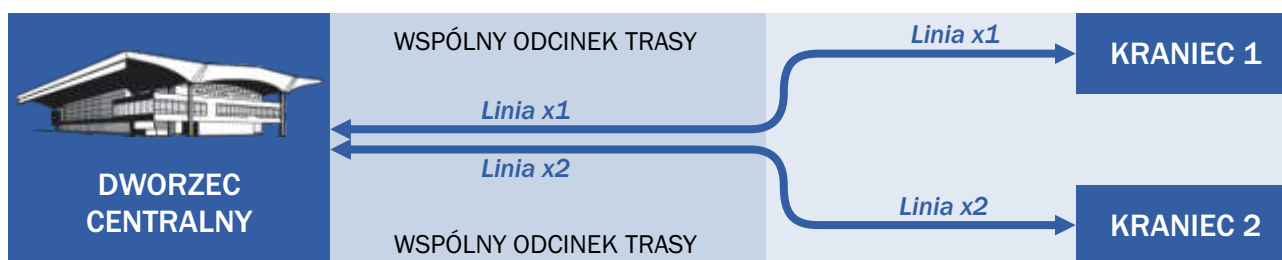 WSPÓLNY ODCINEK TRASY
Linia x1
KRANIEC 1
Linia x1
Linia x2
DWORZEC
CENTRALNY
Linia x2
KRANIEC 2
WSPÓLNY ODCINEK TRASY